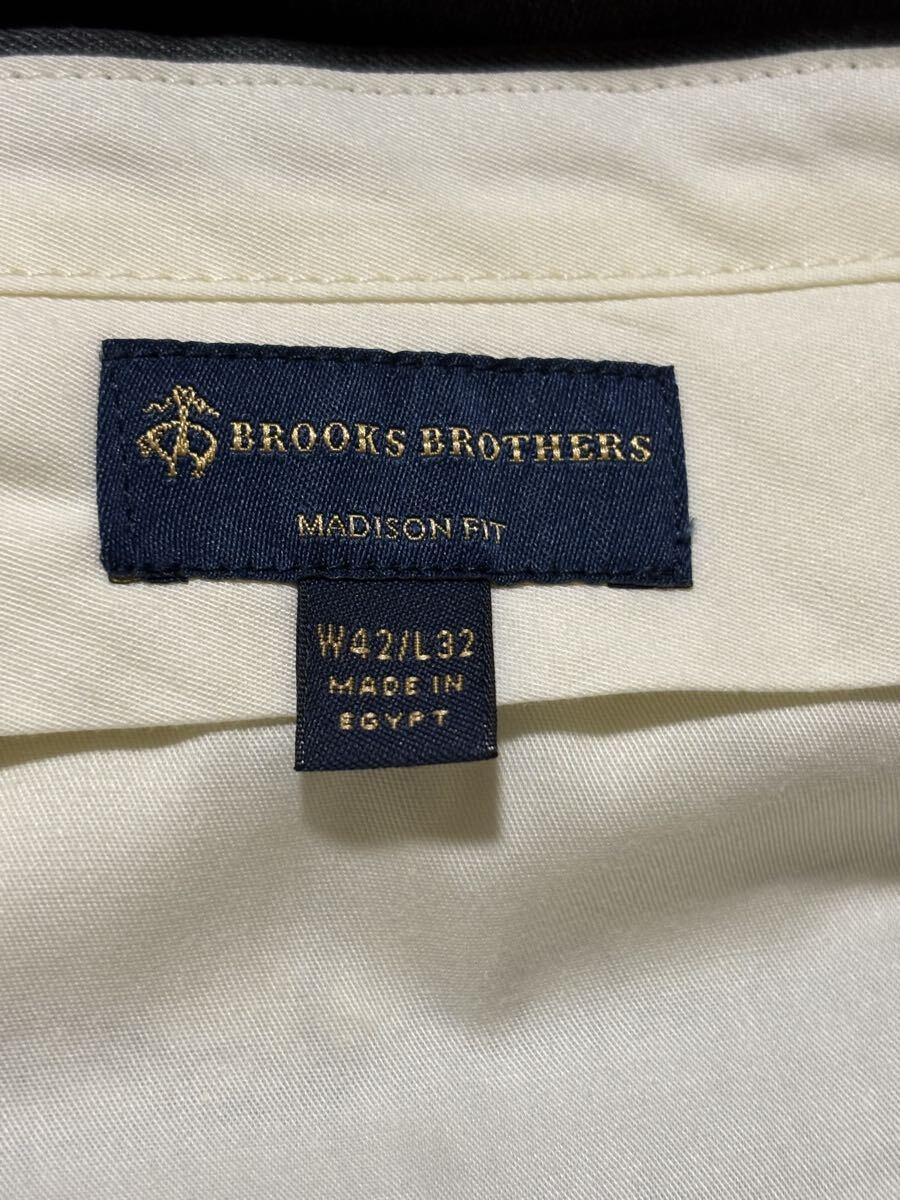 BROOKS BROTHERS
MADISON FIT
W42/L32
MADE IN
EGYPT